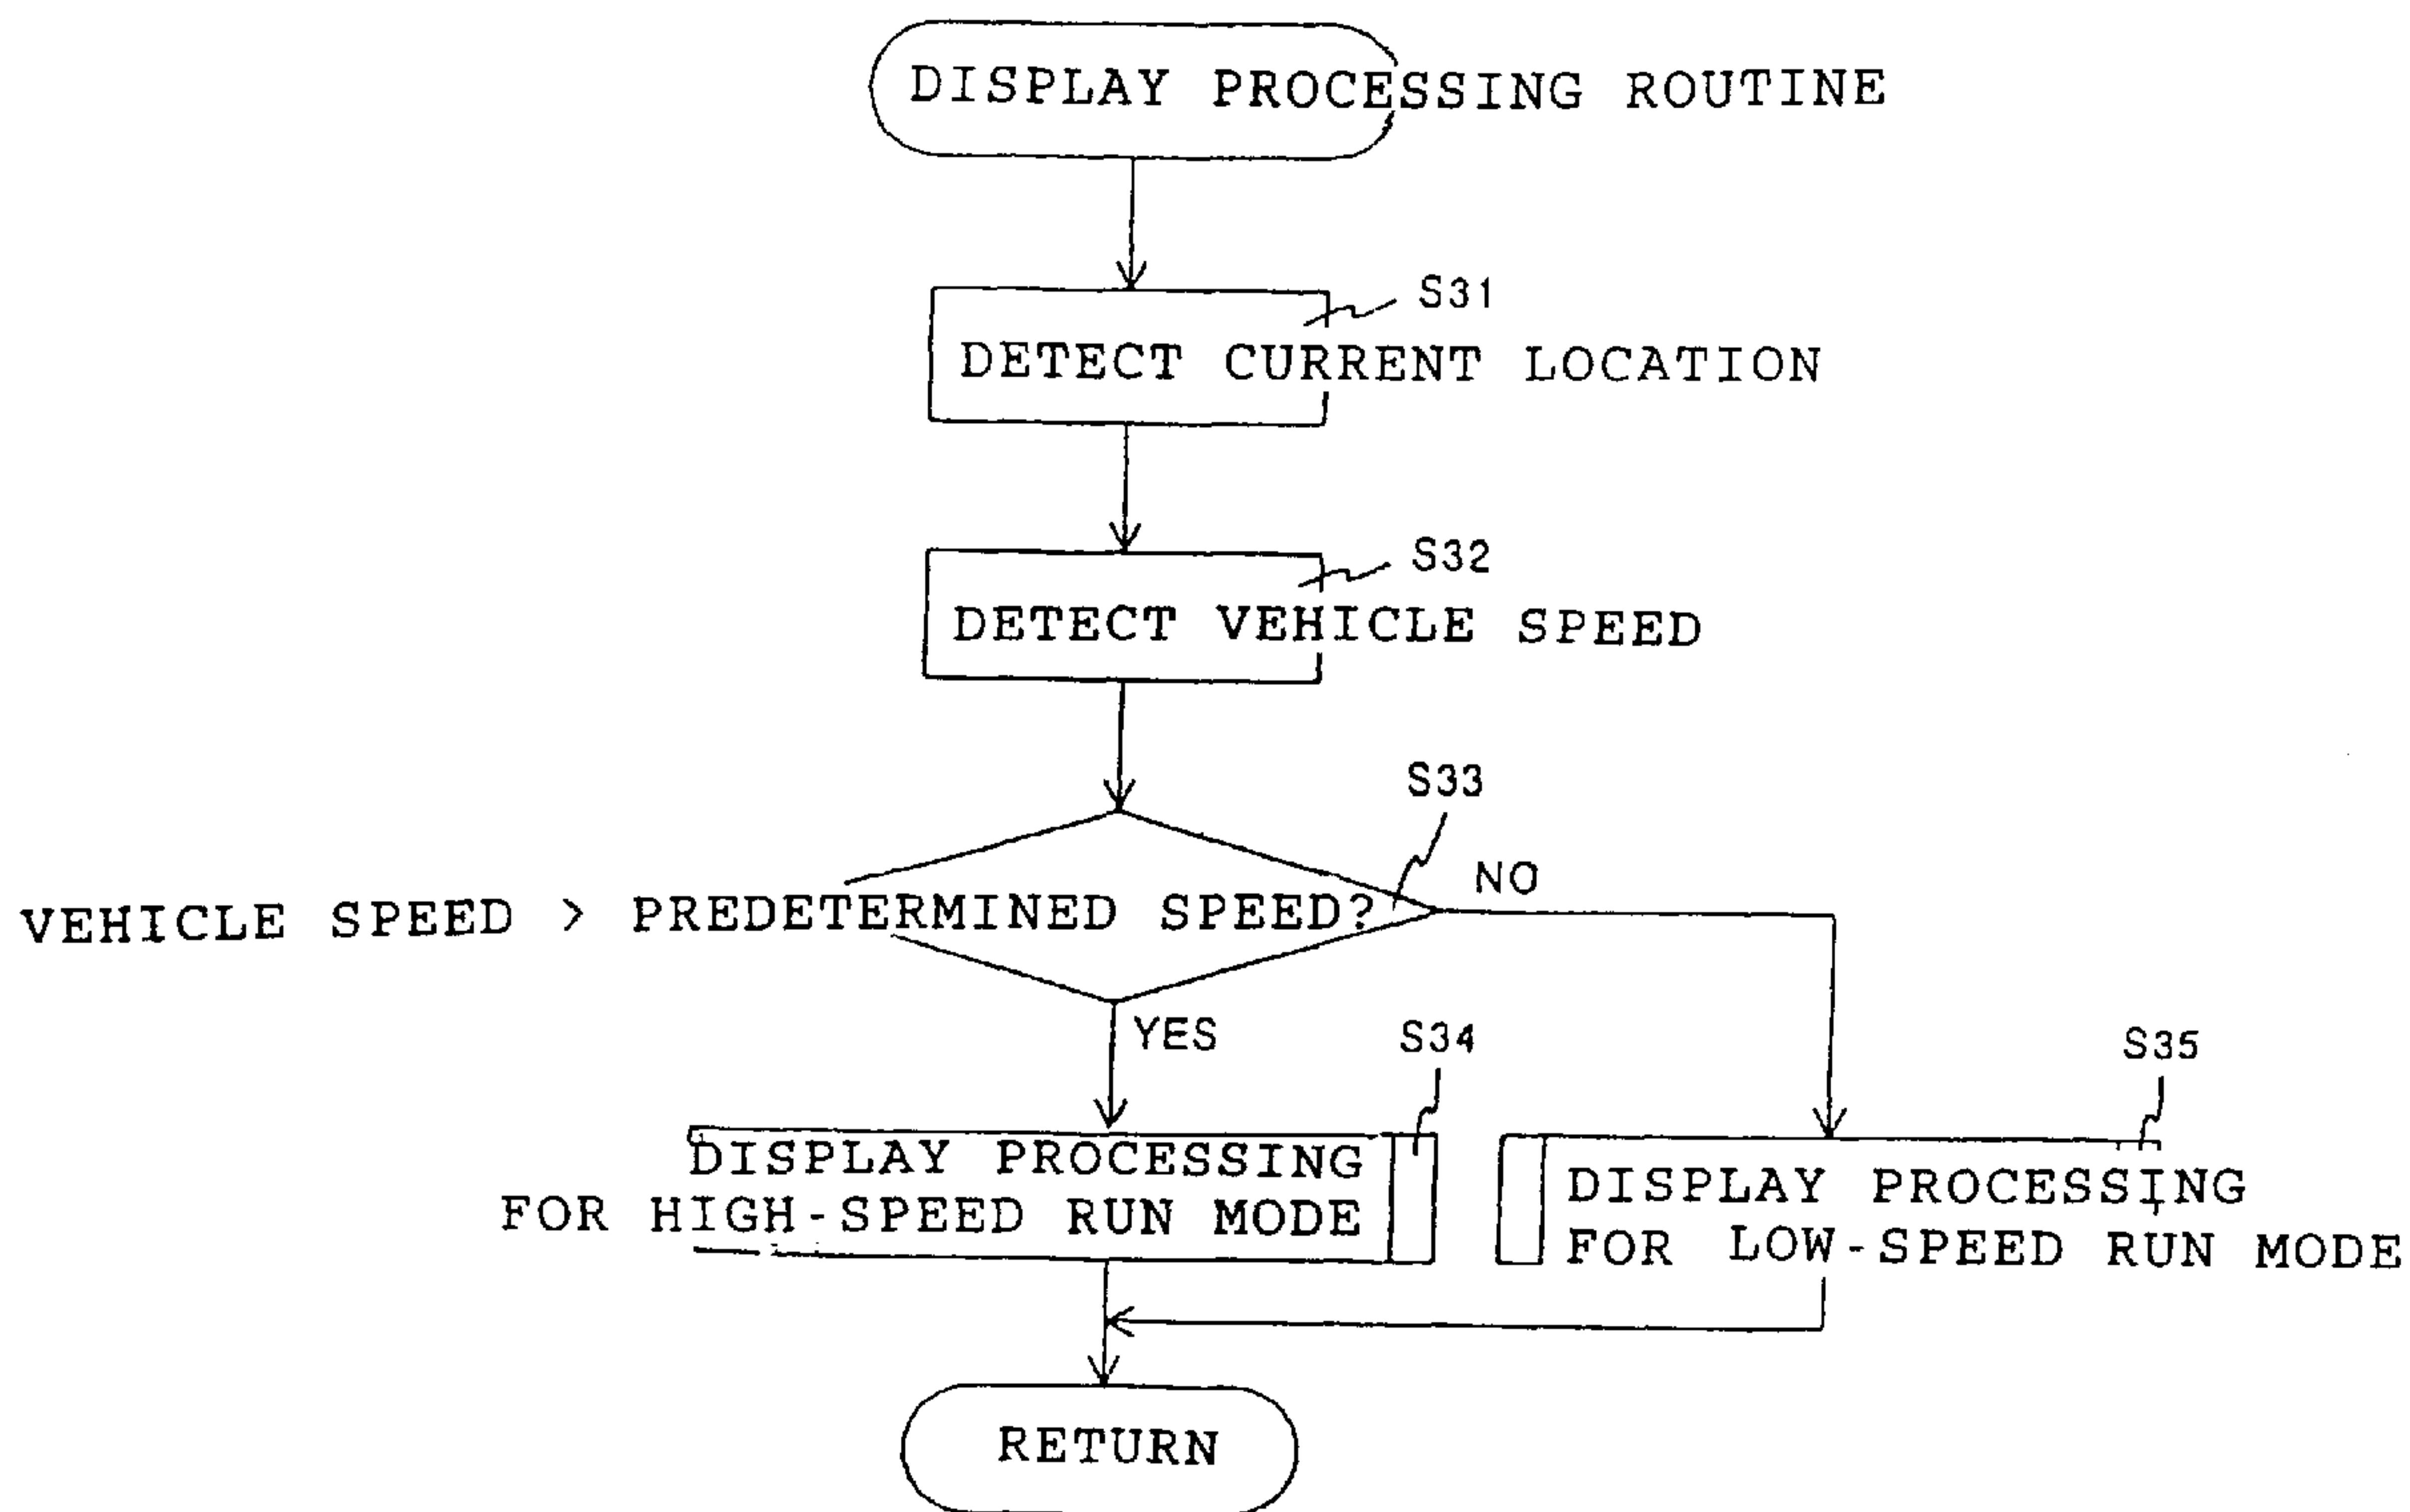 DISPLAY PROCESSING ROUTINE
S31
DETECT CURRENT LOCATION
S32
DETECT VEHICLE SPEED
S33
NO
VEHICLE SPEED > PREDETERMINED SPEED?
YES
S34
S35
DISPLAY PROCESSING
FOR HIGH-SPEED RUN MODE
DISPLAY PROCESSING
FOR LOW-SPEED RUN MODE
RETURN